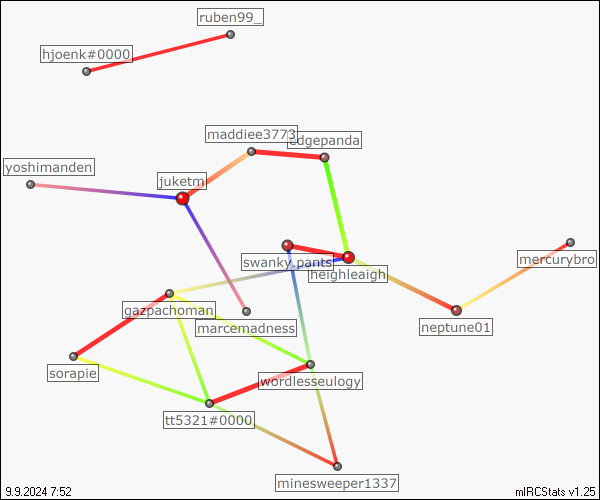 ruben99_
hjoenk#0000
maddiee3773
edgepanda
yoshimanden
juketm
swanky.pants
mercurybro
heighleaigh
gazpachoman
marcemadness
neptune01
sorapie
wordlesseulogy
tt5321#0000
minesweeper1337
9.9.2024 7:52
mIRCStats v1.25